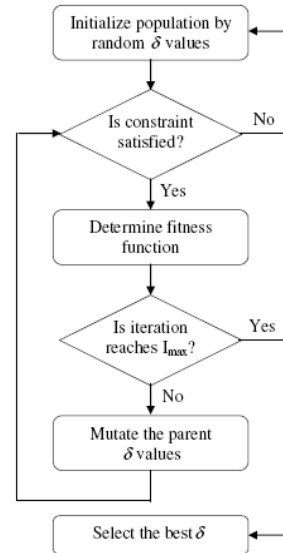 Initialize population by
random δ values
Is constraint
satisfied?
No
Yes
Determine fitness
function
Is iteration
reaches Imax?
Yes
No
Mutate the parent
δ values
Select the best δ